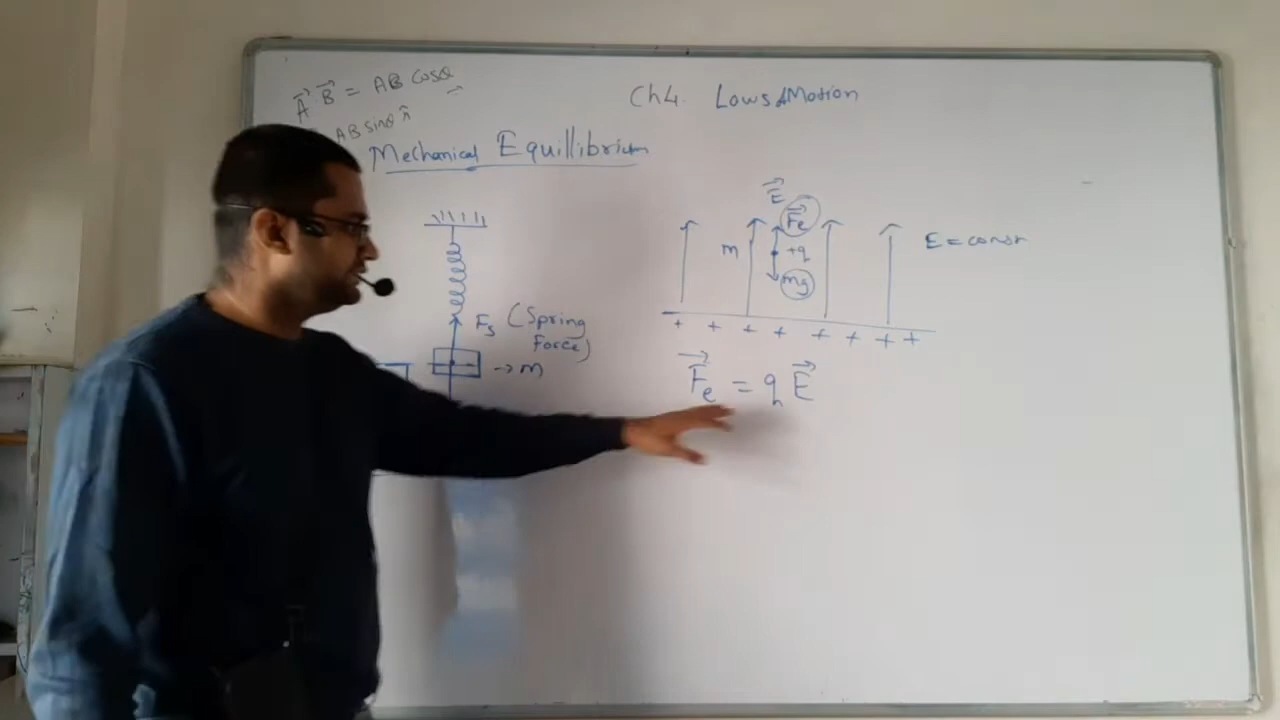 Ch4. Laws of Motion
A⃗ · B⃗ = AB cosθ
AB sinθ n̂
Mechanical Equillibrium
E⃗
F⃗e
m
+q
mg
E = const
+ + + + + + + +
Fs (Spring
Force)
→ m
F⃗e = q E⃗